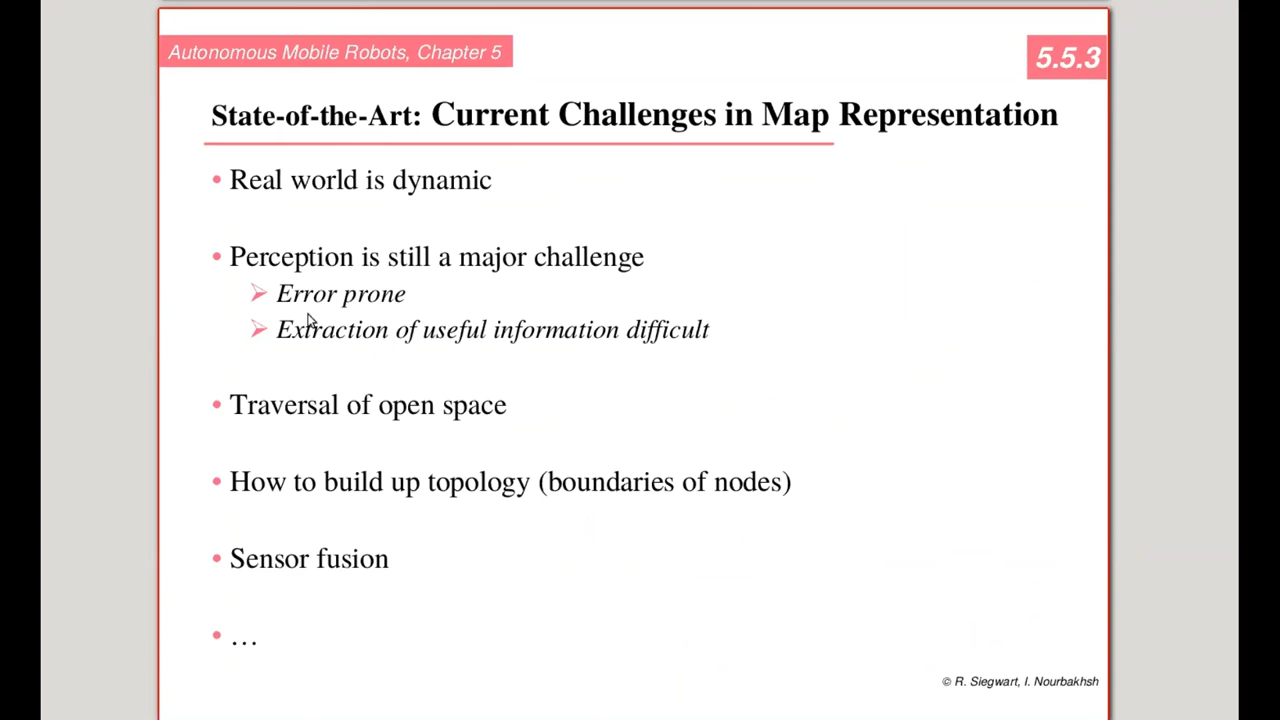 Autonomous Mobile Robots, Chapter 5
5.5.3
State-of-the-Art: Current Challenges in Map Representation
• Real world is dynamic
• Perception is still a major challenge
➢ Error prone
➢ Extraction of useful information difficult
• Traversal of open space
• How to build up topology (boundaries of nodes)
• Sensor fusion
• …
© R. Siegwart, I. Nourbakhsh